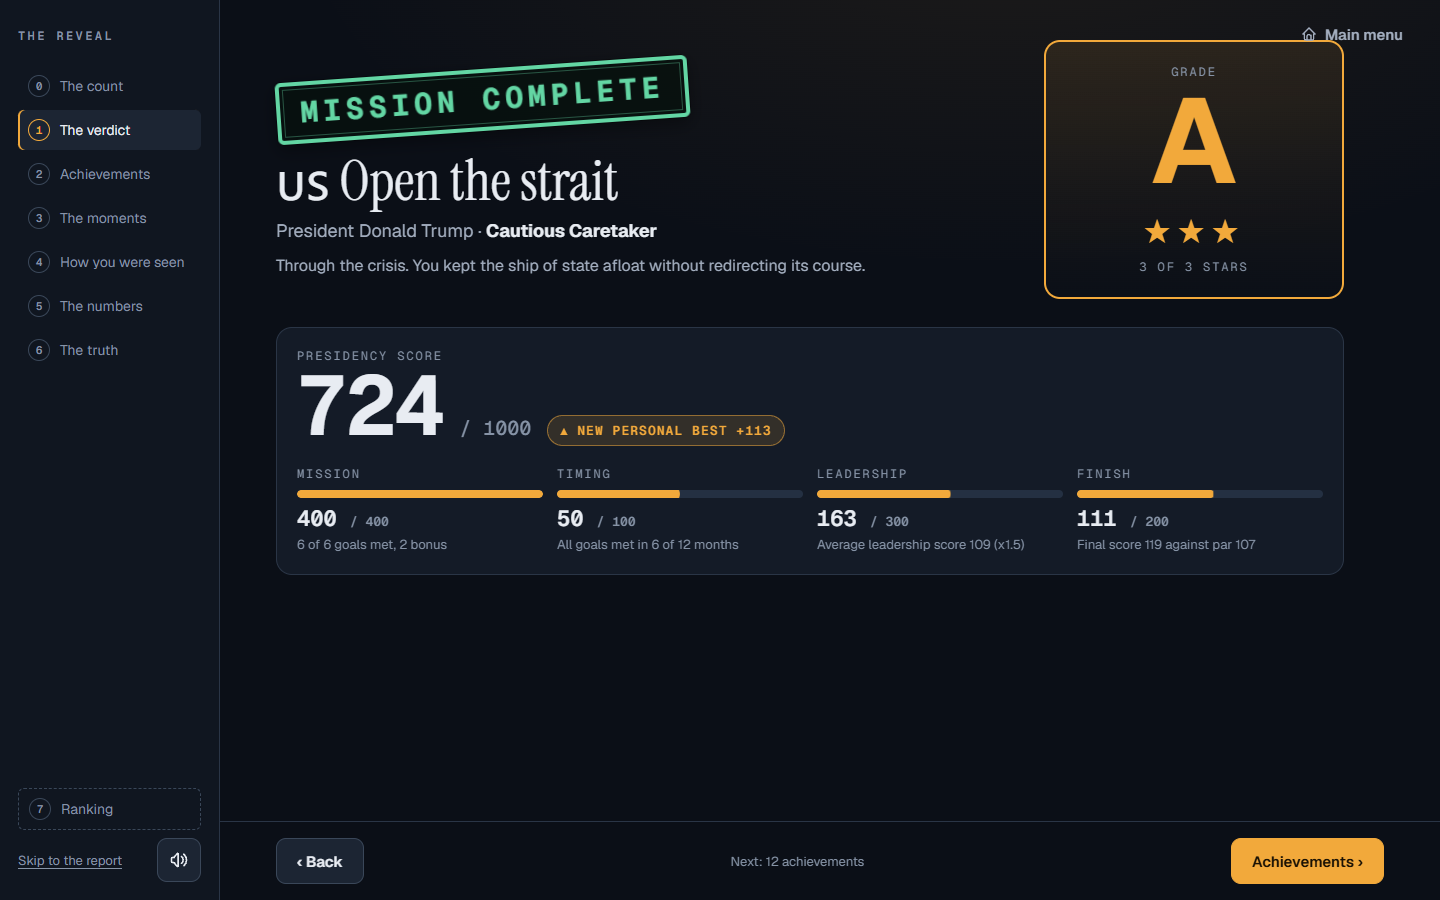 THE REVEAL
0 The count
1 The verdict
2 Achievements
3 The moments
4 How you were seen
5 The numbers
6 The truth
7 Ranking
Skip to the report
Main menu
MISSION COMPLETE
US Open the strait
President Donald Trump · Cautious Caretaker
Through the crisis. You kept the ship of state afloat without redirecting its course.
GRADE
A
★★★
3 OF 3 STARS
PRESIDENCY SCORE
724 / 1000 ▲ NEW PERSONAL BEST +113
MISSION
400 / 400
6 of 6 goals met, 2 bonus
TIMING
50 / 100
All goals met in 6 of 12 months
LEADERSHIP
163 / 300
Average leadership score 109 (x1.5)
FINISH
111 / 200
Final score 119 against par 107
‹ Back
Next: 12 achievements
Achievements ›